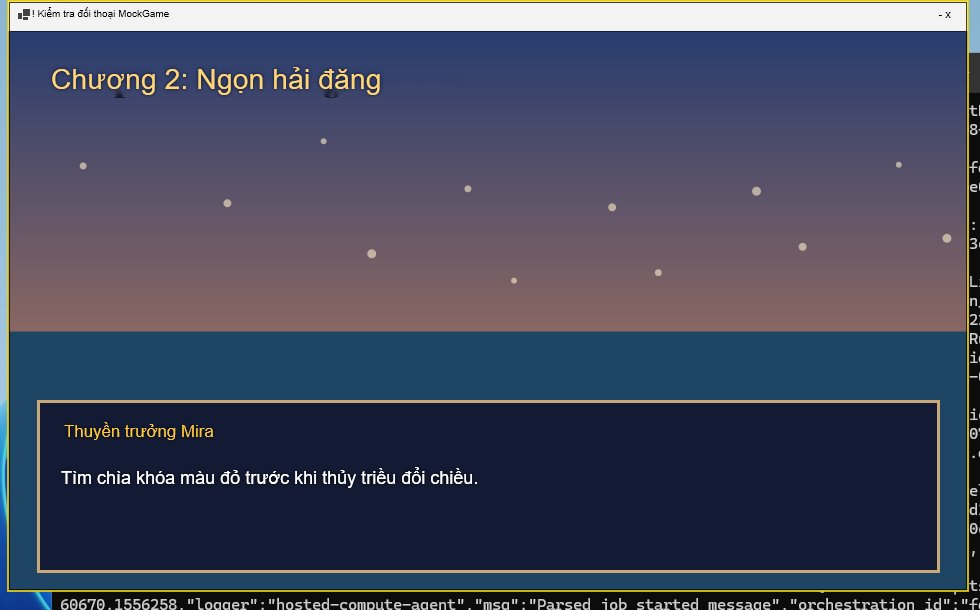 ! Kiểm tra đối thoại MockGame
- x
Chương 2: Ngọn hải đăng
Thuyền trưởng Mira
Tìm chìa khóa màu đỏ trước khi thủy triều đổi chiều.
60670.1556258,"logger":"hosted-compute-agent","msg":"Parsed job started message","orchestration_id":"f